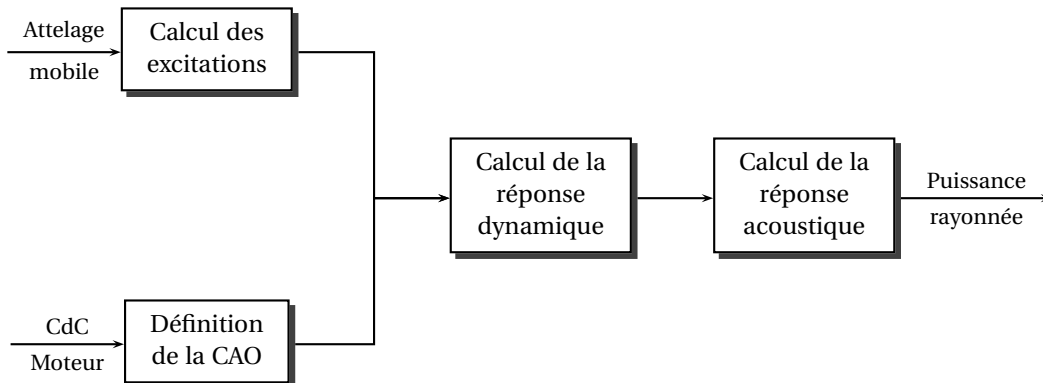 Attelage
mobile
Calcul des
excitations
Calcul de la
réponse
dynamique
Calcul de la
réponse
acoustique
Puissance
rayonnée
CdC
Moteur
Définition
de la CAO